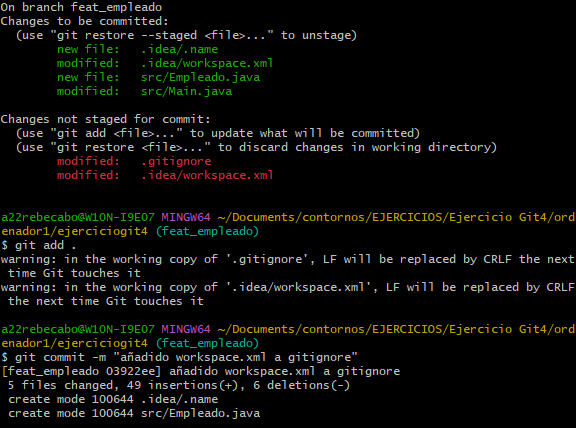 On branch feat_empleado
Changes to be committed:
  (use "git restore --staged <file>..." to unstage)
        new file:   .idea/.name
        modified:   .idea/workspace.xml
        new file:   src/Empleado.java
        modified:   src/Main.java

Changes not staged for commit:
  (use "git add <file>..." to update what will be committed)
  (use "git restore <file>..." to discard changes in working directory)
        modified:   .gitignore
        modified:   .idea/workspace.xml

a22rebecabo@W10N-I9E07 MINGW64 ~/Documents/contornos/EJERCICIOS/Ejercicio Git4/ord
enador1/ejerciciogit4 (feat_empleado)
$ git add .
warning: in the working copy of '.gitignore', LF will be replaced by CRLF the next
 time Git touches it
warning: in the working copy of '.idea/workspace.xml', LF will be replaced by CRLF
 the next time Git touches it

a22rebecabo@W10N-I9E07 MINGW64 ~/Documents/contornos/EJERCICIOS/Ejercicio Git4/ord
enador1/ejerciciogit4 (feat_empleado)
$ git commit -m "añadido workspace.xml a gitignore"
[feat_empleado 03922ee] añadido workspace.xml a gitignore
 5 files changed, 49 insertions(+), 6 deletions(-)
 create mode 100644 .idea/.name
 create mode 100644 src/Empleado.java